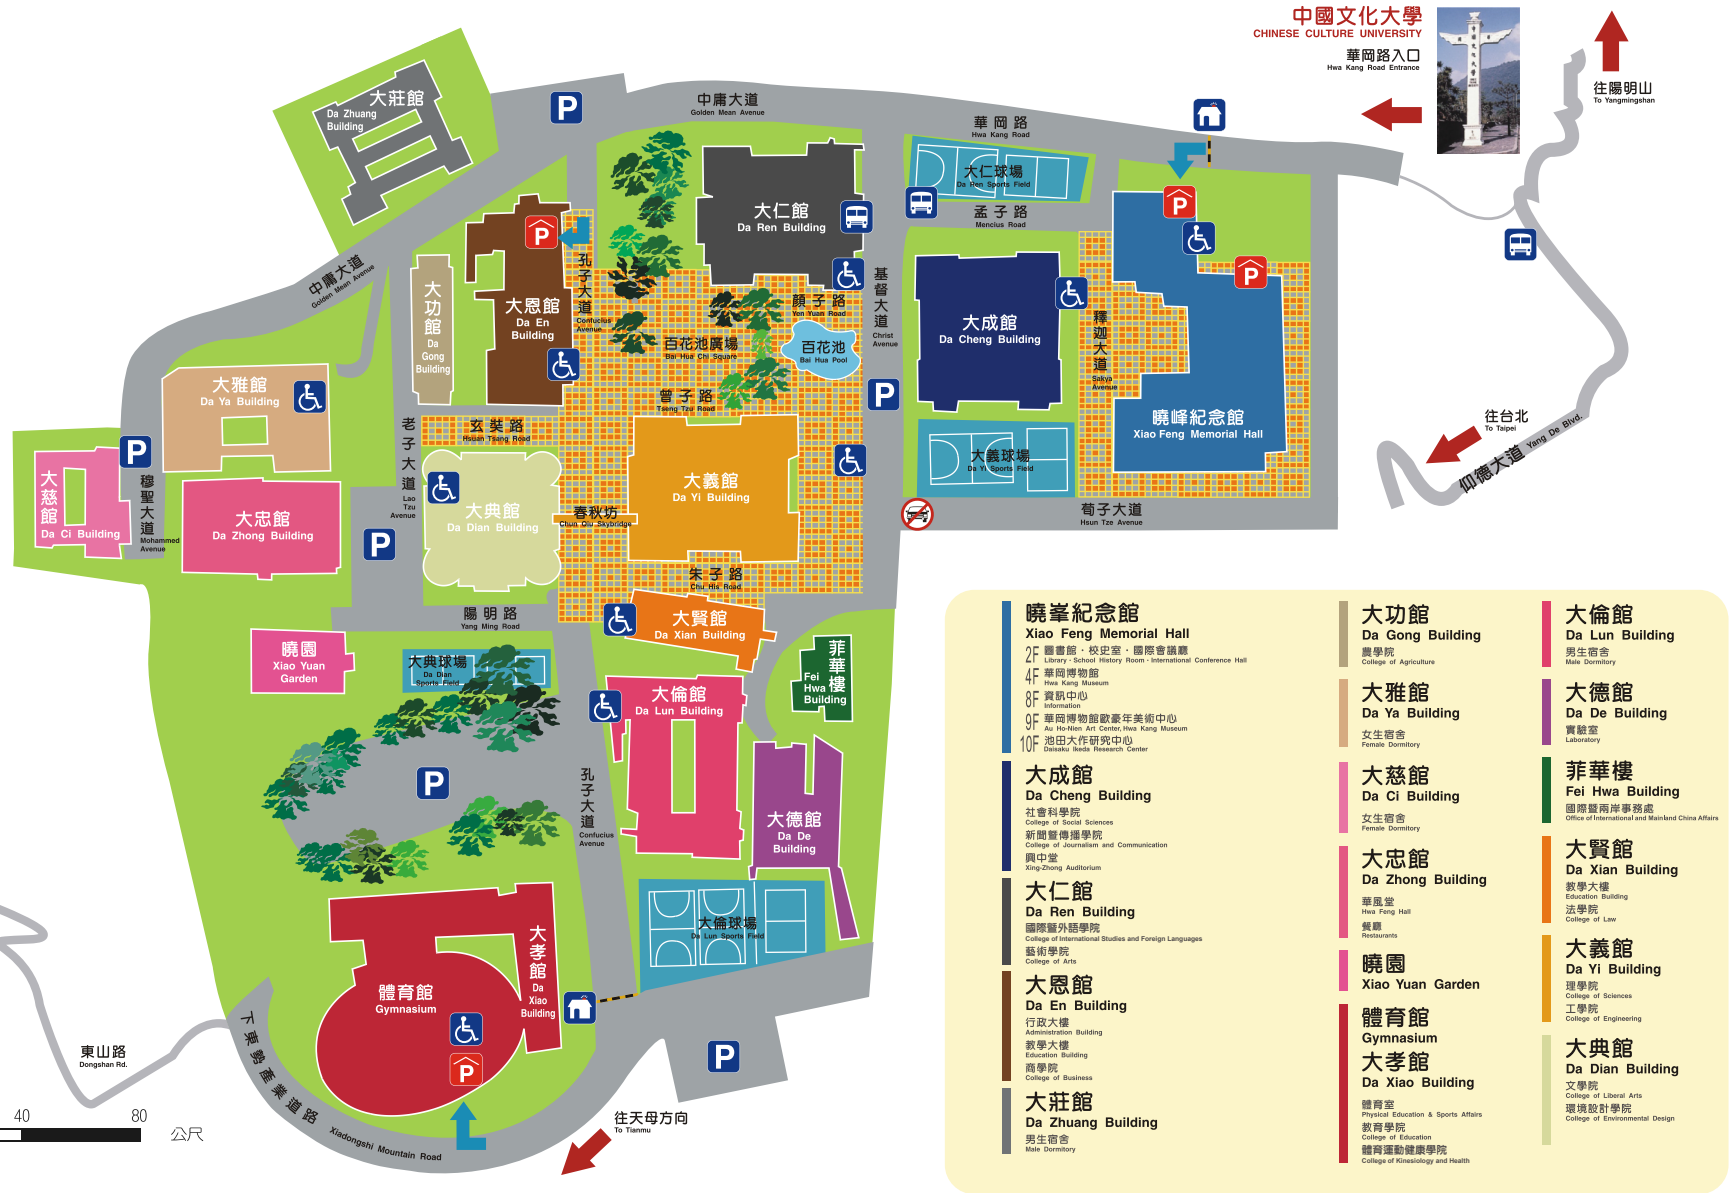 中國文化大學
CHINESE CULTURE UNIVERSITY
華岡路入口
Hwa Kang Road Entrance
往陽明山
To Yangmingshan
往台北
To Taipei
仰德大道 Yang De Blvd.
中庸大道
Golden Mean Avenue
華岡路
Hwa Kang Road
大莊館
Da Zhuang
Building
P
大仁球場
Da Ren Sports Field
孟子路
Mencius Road
大仁館
Da Ren Building
P
P
P
中庸大道
Golden Mean Avenue
孔子大道
Confucius
Avenue
大功館
Da
Gong
Building
大恩館
Da En
Building
顏子路
Yen Yuan Road
基督大道
Christ
Avenue
百花池廣場
Bai Hua Chi Square
百花池
Bai Hua Pool
大成館
Da Cheng Building
釋迦大道
Sakya
Avenue
曉峰紀念館
Xiao Feng Memorial Hall
大雅館
Da Ya Building
曾子路
Tseng Tzu Road
P
玄奘路
Hsuan Tsang Road
老子大道
Lao
Tzu
Avenue
P
大慈館
Da Ci Building
穆聖大道
Mohammed
Avenue
大忠館
Da Zhong Building
大典館
Da Dian Building
春秋坊
Chun Qiu Skybridge
大義館
Da Yi Building
大義球場
Da Yi Sports Field
荀子大道
Hsun Tze Avenue
P
朱子路
Chu His Road
陽明路
Yang Ming Road
大賢館
Da Xian Building
曉園
Xiao Yuan
Garden
大典球場
Da Dian
Sports Field
大倫館
Da Lun Building
菲華樓
Fei
Hwa
Building
P
孔子大道
Confucius
Avenue
大德館
Da De
Building
大倫球場
Da Lun Sports Field
體育館
Gymnasium
大孝館
Da
Xiao
Building
P
P
下東勢產業道路
Xiadongshi Mountain Road
東山路
Dongshan Rd.
40
80
公尺
往天母方向
To Tianmu
曉峯紀念館
Xiao Feng Memorial Hall
2F 圖書館・校史室・國際會議廳
Library・School History Room・International Conference Hall
4F 華岡博物館
Hwa Kang Museum
8F 資訊中心
Information
9F 華岡博物館歐豪年美術中心
Au Ho-Nien Art Center, Hwa Kang Museum
10F 池田大作研究中心
Daisaku Ikeda Research Center
大成館
Da Cheng Building
社會科學院
College of Social Sciences
新聞暨傳播學院
College of Journalism and Communication
興中堂
Xing-Zhong Auditorium
大仁館
Da Ren Building
國際暨外語學院
College of International Studies and Foreign Languages
藝術學院
College of Arts
大恩館
Da En Building
行政大樓
Administration Building
教學大樓
Education Building
商學院
College of Business
大莊館
Da Zhuang Building
男生宿舍
Male Dormitory
大功館
Da Gong Building
農學院
College of Agriculture
大雅館
Da Ya Building
女生宿舍
Female Dormitory
大慈館
Da Ci Building
女生宿舍
Female Dormitory
大忠館
Da Zhong Building
華風堂
Hwa Feng Hall
餐廳
Restaurants
曉園
Xiao Yuan Garden
體育館
Gymnasium
大孝館
Da Xiao Building
體育室
Physical Education & Sports Affairs
教育學院
College of Education
體育運動健康學院
College of Kinesiology and Health
大倫館
Da Lun Building
男生宿舍
Male Dormitory
大德館
Da De Building
實驗室
Laboratory
菲華樓
Fei Hwa Building
國際暨兩岸事務處
Office of International and Mainland China Affairs
大賢館
Da Xian Building
教學大樓
Education Building
法學院
College of Law
大義館
Da Yi Building
理學院
College of Sciences
工學院
College of Engineering
大典館
Da Dian Building
文學院
College of Liberal Arts
環境設計學院
College of Environmental Design